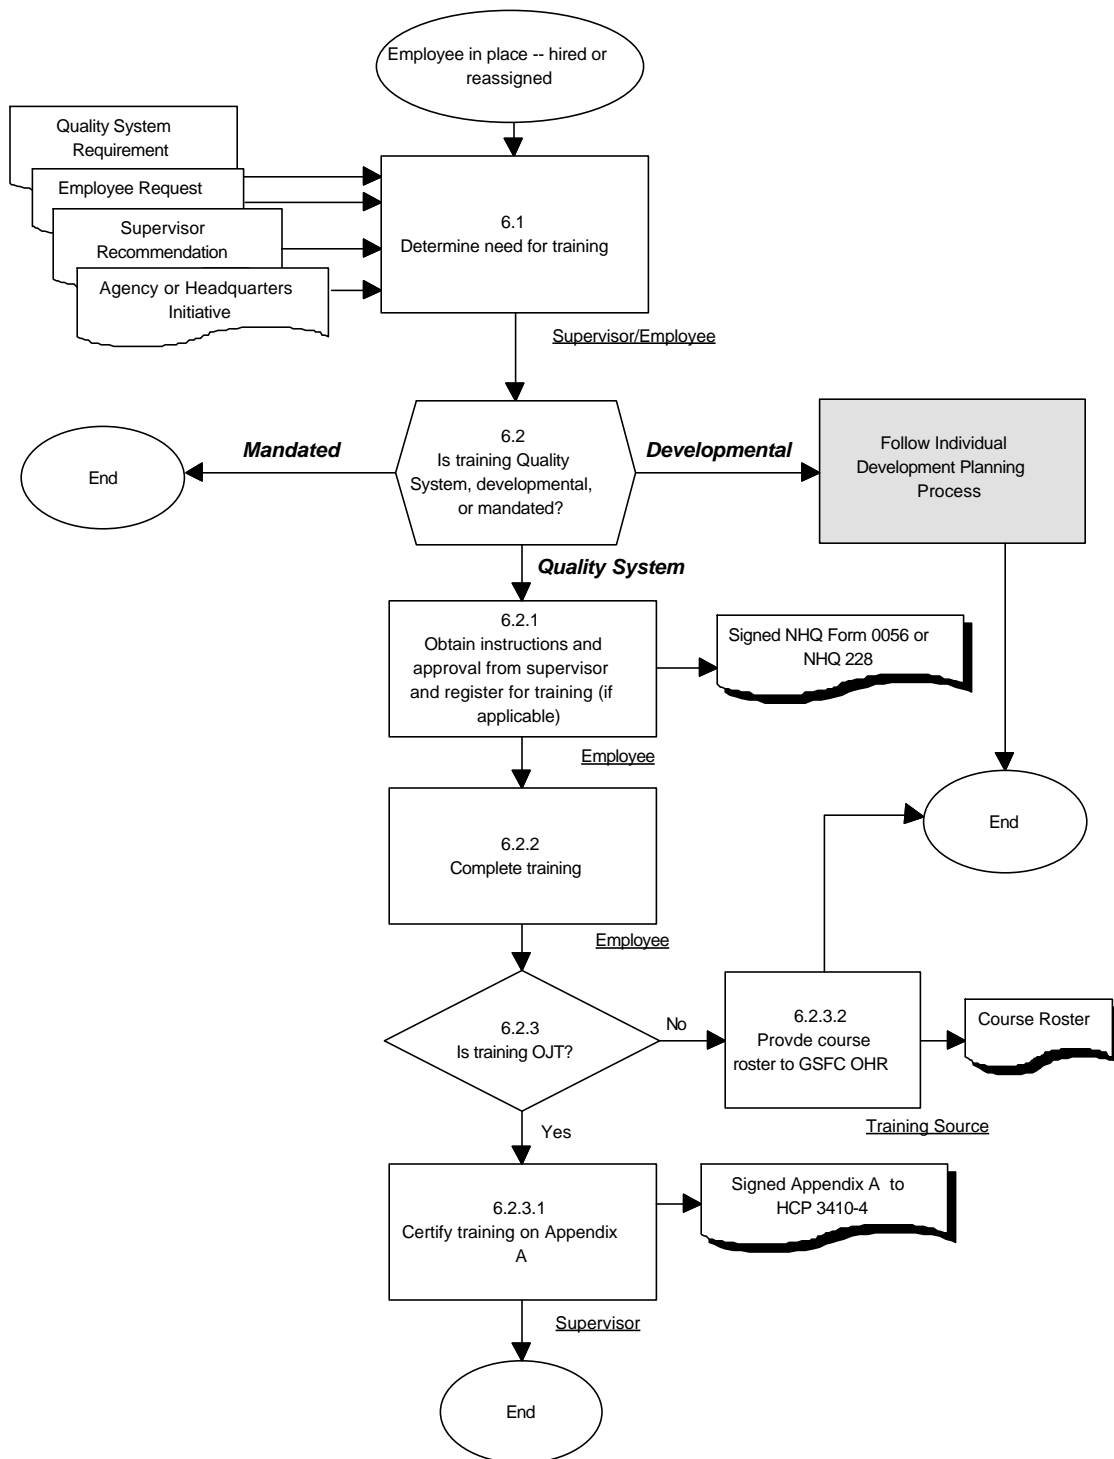 Employee in place -- hired or
reassigned
Quality System
Requirement
Employee Request
Supervisor
Recommendation
Agency or Headquarters
Initiative
6.1
Determine need for training
Supervisor/Employee
Mandated
End
6.2
Is training Quality
System, developmental,
or mandated?
Developmental
Follow Individual
Development Planning
Process
Quality System
6.2.1
Obtain instructions and
approval from supervisor
and register for training (if
applicable)
Signed NHQ Form 0056 or
NHQ 228
Employee
6.2.2
Complete training
Employee
End
6.2.3
Is training OJT?
No
6.2.3.2
Provde course
roster to GSFC OHR
Course Roster
Training Source
Yes
6.2.3.1
Certify training on Appendix
A
Signed Appendix A to
HCP 3410-4
Supervisor
End